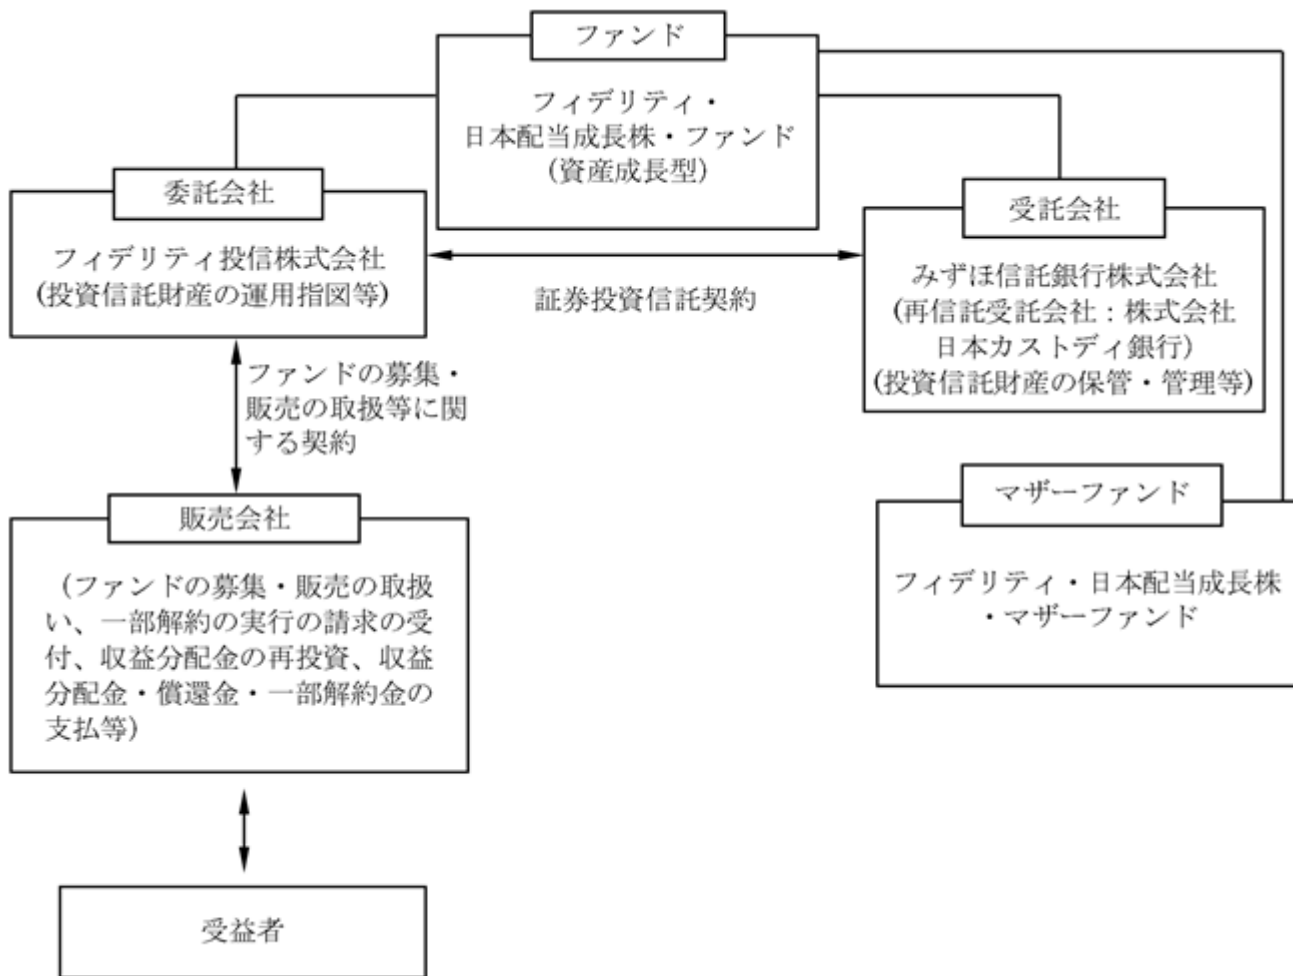 ファンド
フィデリティ・
日本配当成長株・ファンド
(資産成長型)
委託会社
フィデリティ投信株式会社
(投資信託財産の運用指図等)
証券投資信託契約
受託会社
みずほ信託銀行株式会社
(再信託受託会社：株式会社
日本カストディ銀行)
(投資信託財産の保管・管理等)
ファンドの募集・
販売の取扱等に関
する契約
マザーファンド
フィデリティ・日本配当成長株
・マザーファンド
販売会社
(ファンドの募集・販売の取扱
い、一部解約の実行の請求の受
付、収益分配金の再投資、収益
分配金・償還金・一部解約金の
支払等)
受益者